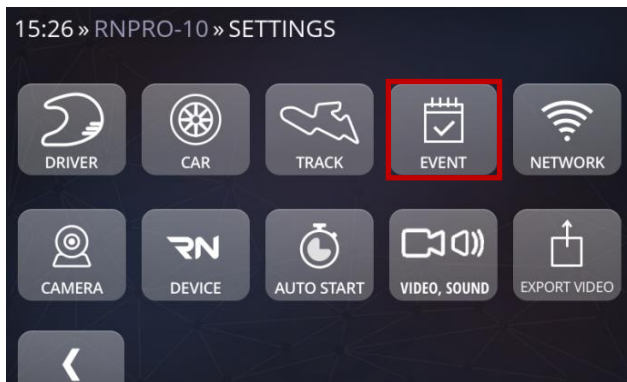 15:26 » RNPRO-10 » SETTINGS
DRIVER
CAR
TRACK
EVENT
NETWORK
RN
CAMERA
DEVICE
AUTO START
VIDEO, SOUND
EXPORT VIDEO